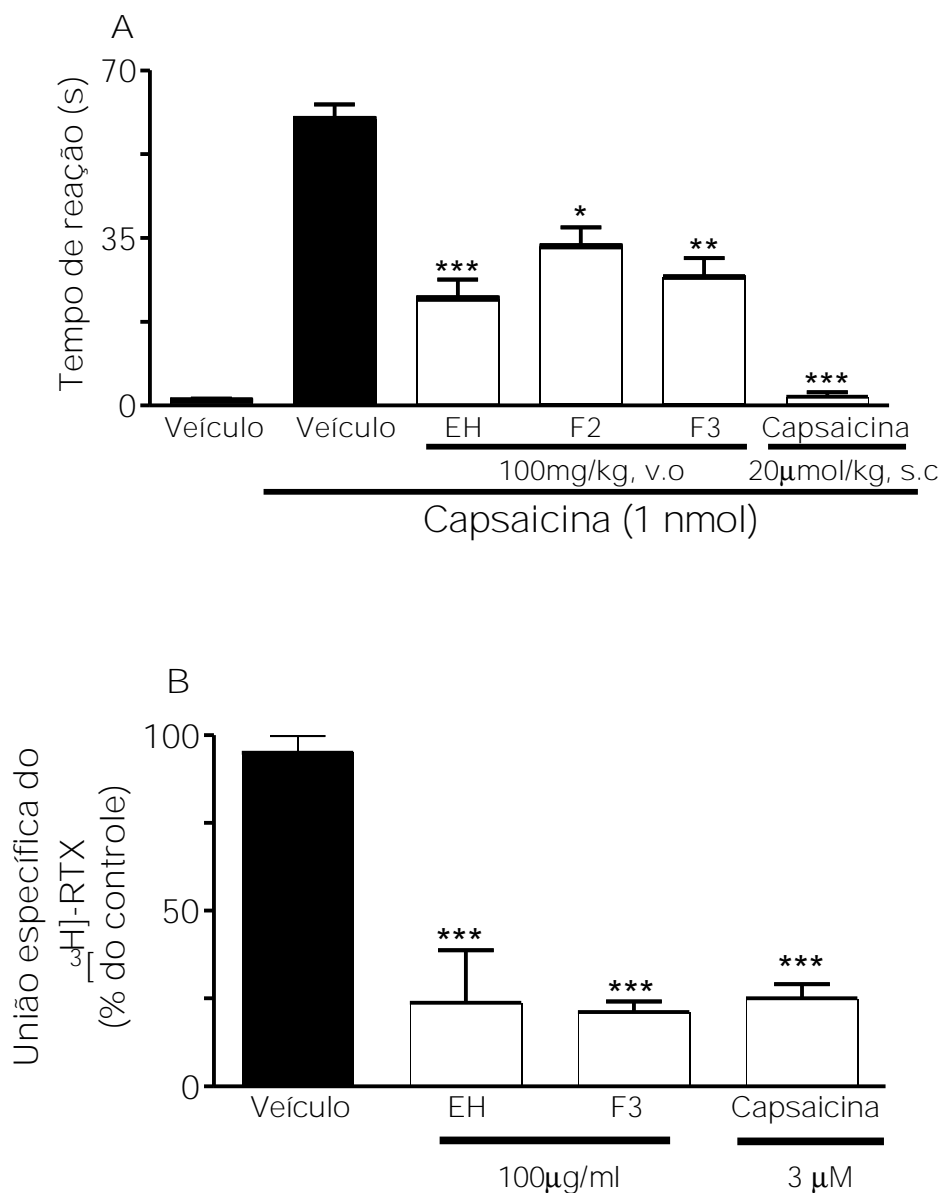 A
Tempo de reação (s)
70
35
0
***
*
**
***
Veículo Veículo EH F2 F3 Capsaicina
100mg/kg, v.o 20μmol/kg, s.c
Capsaicina (1 nmol)
B
União específica do
[³H]-RTX
(% do controle)
100
50
0
***
***
***
Veículo EH F3 Capsaicina
100μg/ml 3 μM